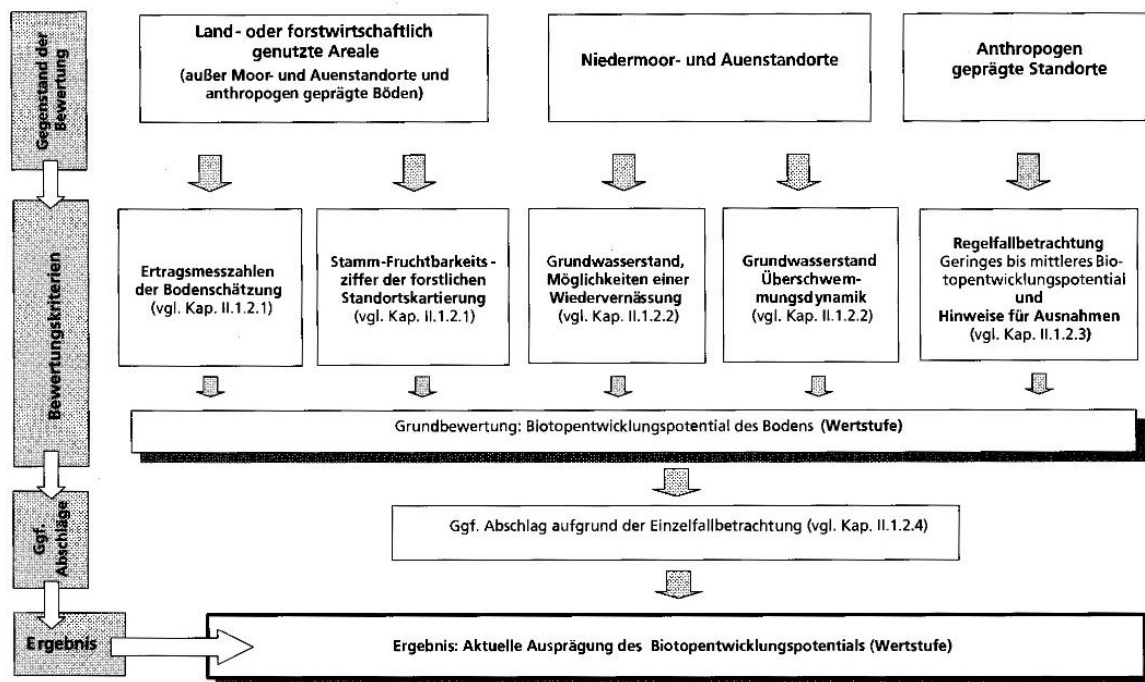 Gegenstand der
Bewertung
Land- oder forstwirtschaftlich
genutzte Areale
(außer Moor- und Auenstandorte und
anthropogen geprägte Böden)
Niedermoor- und Auenstandorte
Anthropogen
geprägte Standorte
Bewertungskriterien
Ertragsmesszahlen
der Bodenschätzung
(vgl. Kap. II.1.2.1)
Stamm-Fruchtbarkeits-
ziffer der forstlichen
Standortskartierung
(vgl. Kap. II.1.2.1)
Grundwasserstand,
Möglichkeiten einer
Wiedervernässung
(vgl. Kap. II.1.2.2)
Grundwasserstand
Überschwem-
mungsdynamik
(vgl. Kap. II.1.2.2)
Regelfallbetrachtung
Geringes bis mittleres Bio-
topentwicklungspotential
und
Hinweise für Ausnahmen
(vgl. Kap. II.1.2.3)
Grundbewertung: Biotopentwicklungspotential des Bodens (Wertstufe)
Ggf.
Abschläge
Ggf. Abschlag aufgrund der Einzelfallbetrachtung (vgl. Kap. II.1.2.4)
Ergebnis
Ergebnis: Aktuelle Ausprägung des Biotopentwicklungspotentials (Wertstufe)